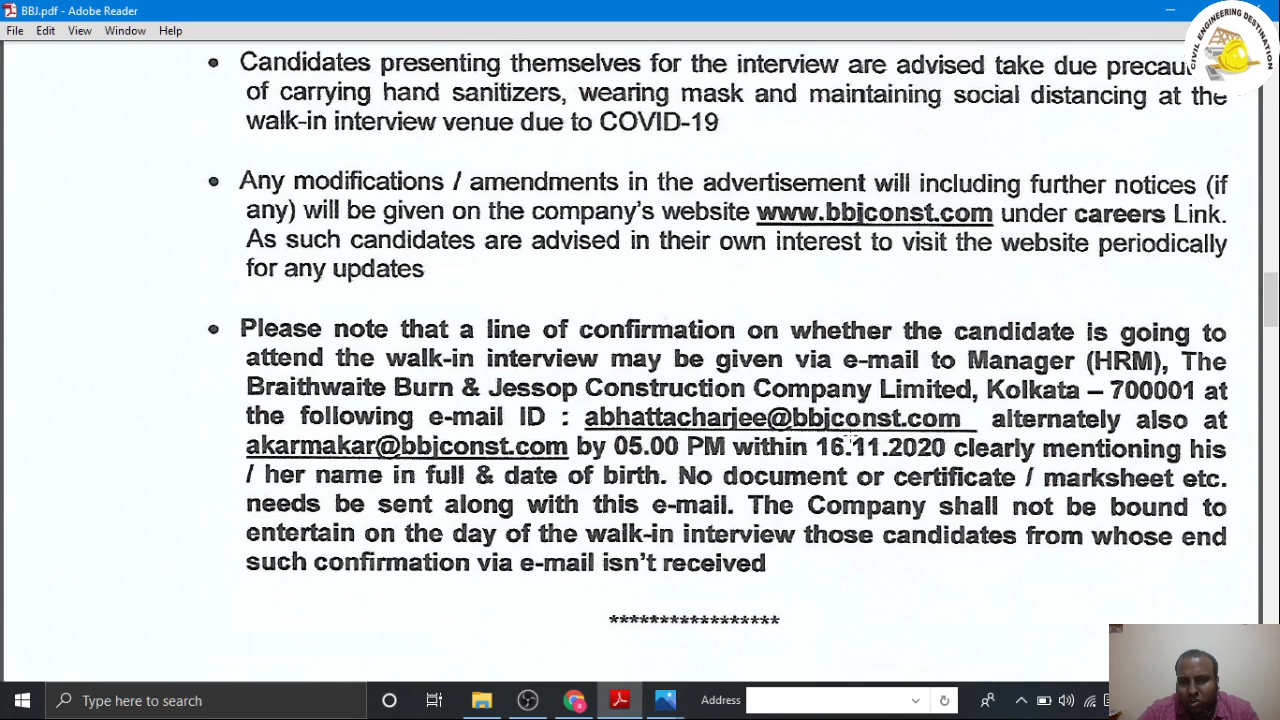 BBJ.pdf - Adobe Reader
File Edit View Window Help
CIVIL ENGINEERING DESTINATION
• Candidates presenting themselves for the interview are advised take due
of carrying hand sanitizers, wearing mask and maintaining social distancing at the
walk-in interview venue due to COVID-19
• Any modifications / amendments in the advertisement will including further notices (if
any) will be given on the company's website www.bbjconst.com under careers Link.
As such candidates are advised in their own interest to visit the website periodically
for any updates
• Please note that a line of confirmation on whether the candidate is going to
attend the walk-in interview may be given via e-mail to Manager (HRM), The
Braithwaite Burn & Jessop Construction Company Limited, Kolkata – 700001 at
the following e-mail ID : abhattacharjee@bbjconst.com alternately also at
akarmakar@bbjconst.com by 05.00 PM within 16.11.2020 clearly mentioning his
/ her name in full & date of birth. No document or certificate / marksheet etc.
needs be sent along with this e-mail. The Company shall not be bound to
entertain on the day of the walk-in interview those candidates from whose end
such confirmation via e-mail isn't received
*****************
Type here to search
Address